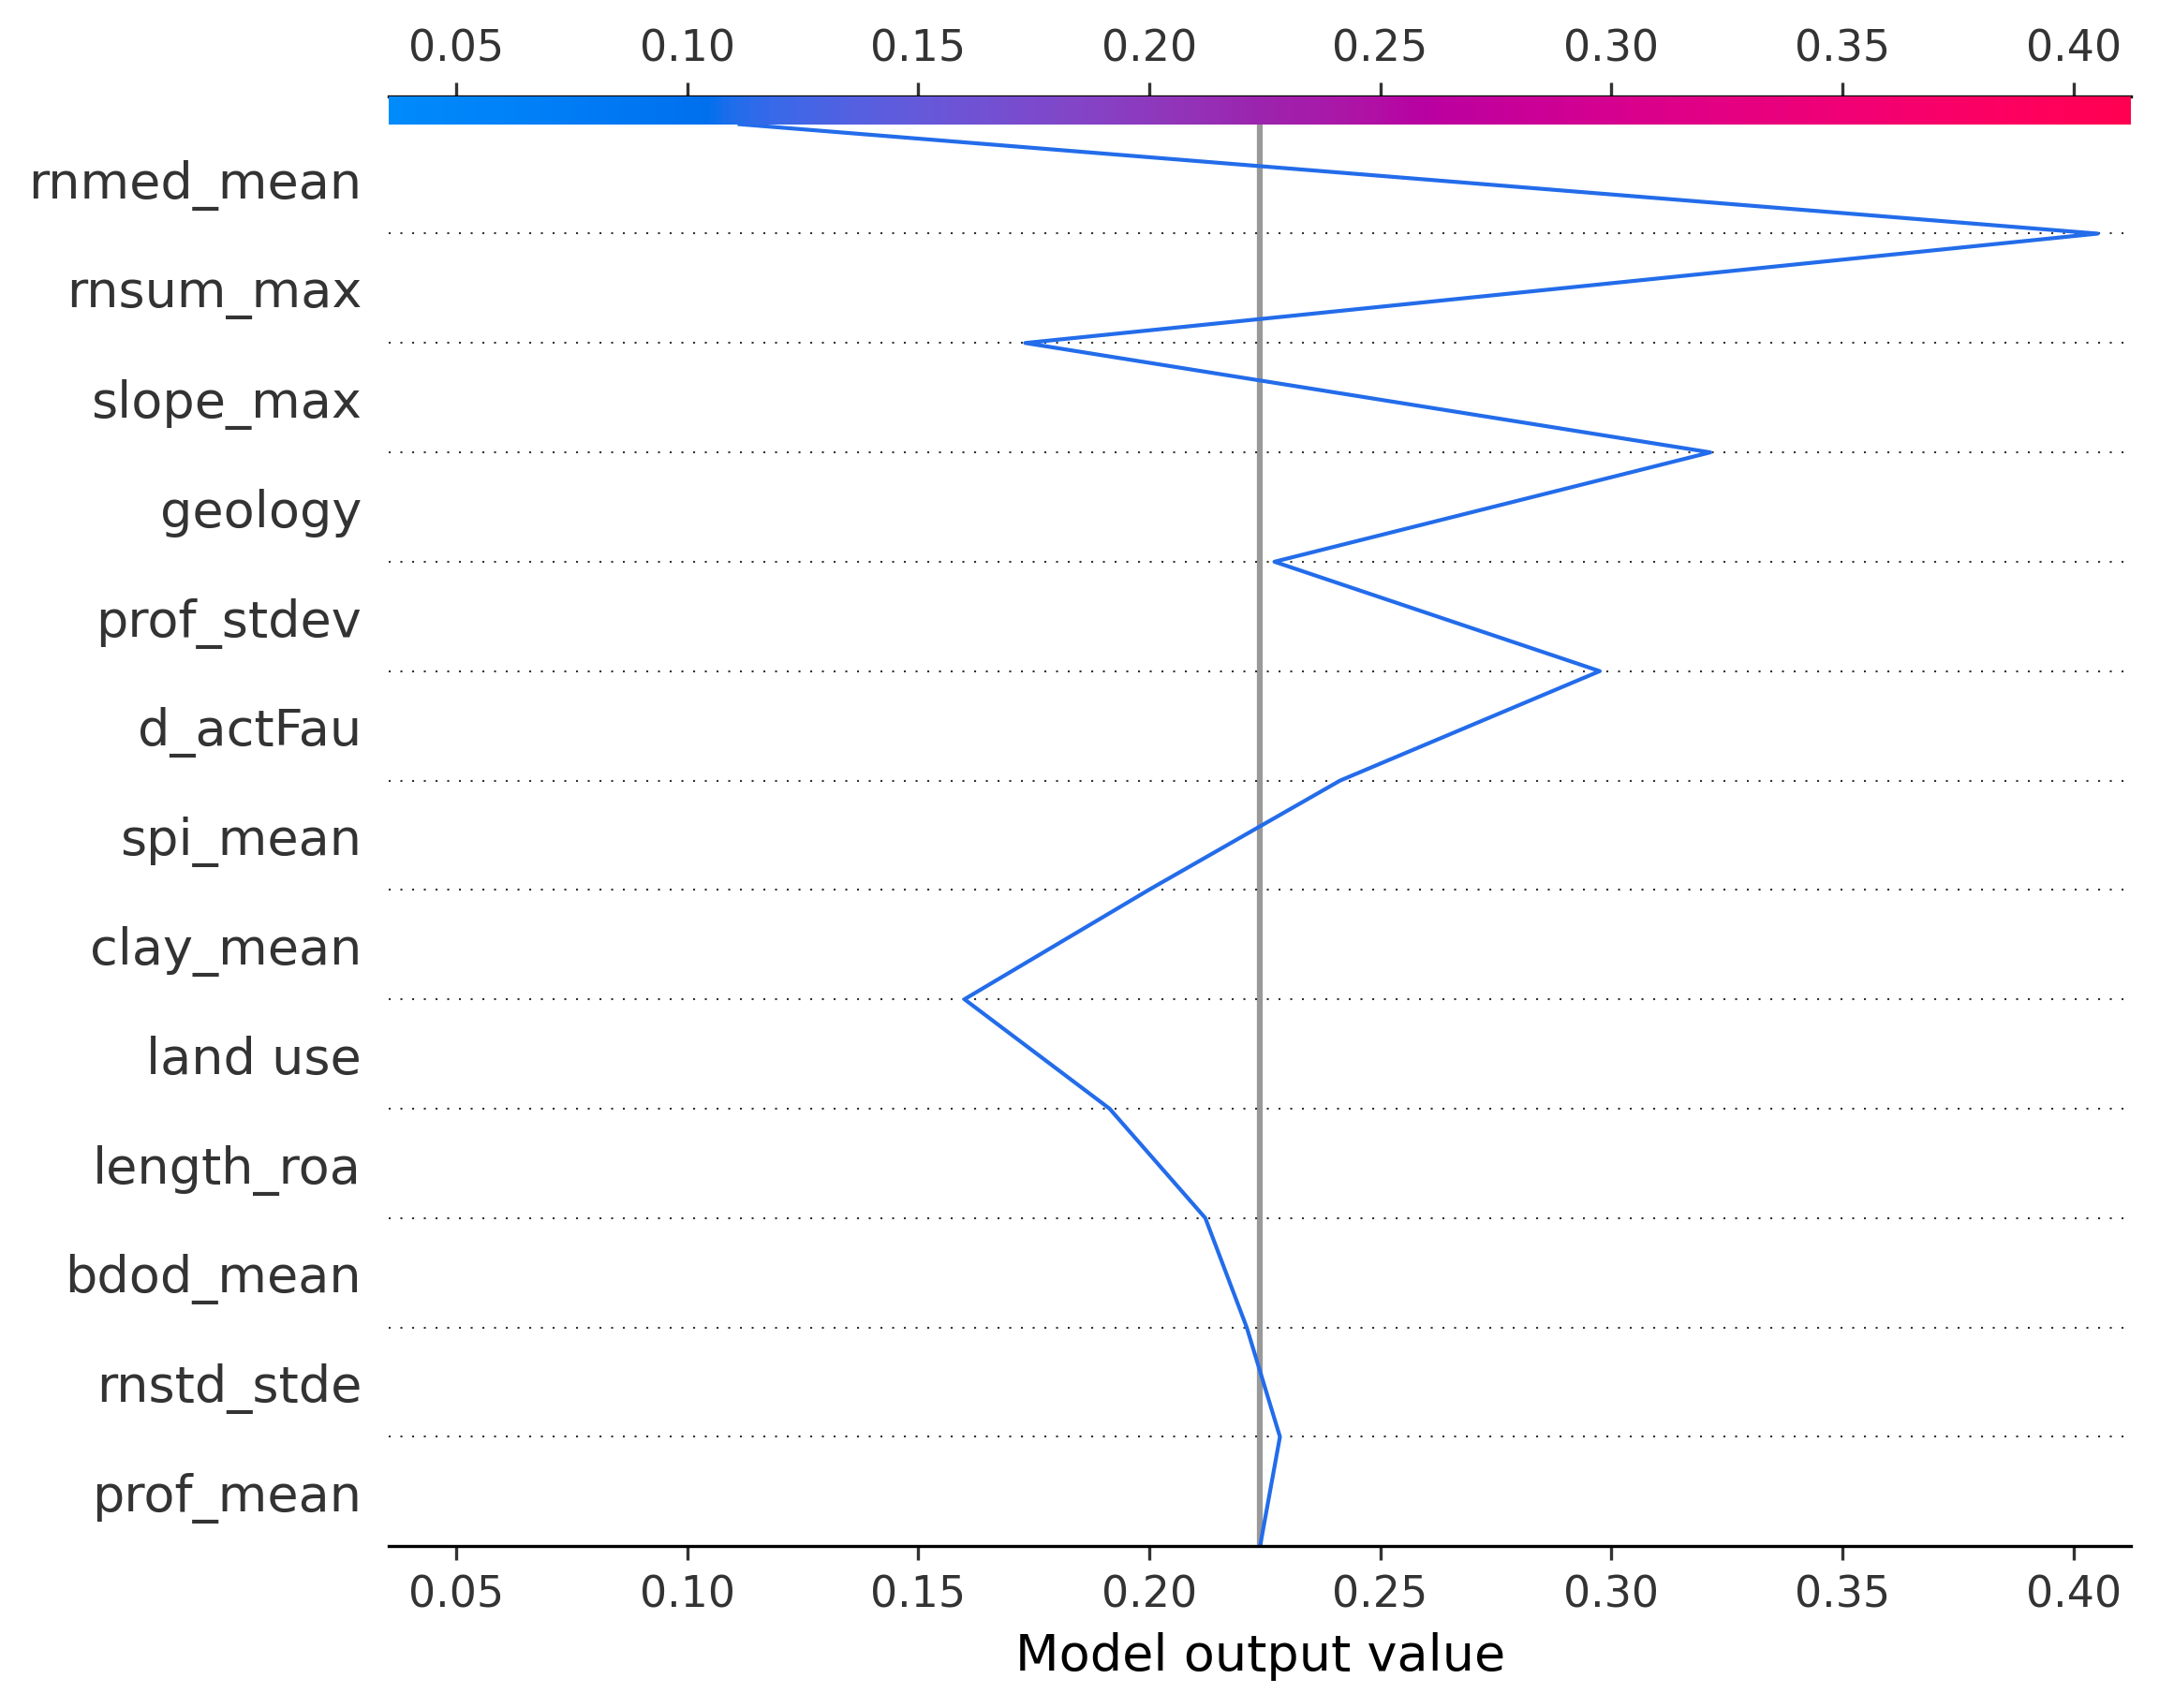 0.05 0.10 0.15 0.20 0.25 0.30 0.35 0.40
rnmed_mean
rnsum_max
slope_max
geology
prof_stdev
d_actFau
spi_mean
clay_mean
land use
length_roa
bdod_mean
rnstd_stde
prof_mean
0.05 0.10 0.15 0.20 0.25 0.30 0.35 0.40
Model output value